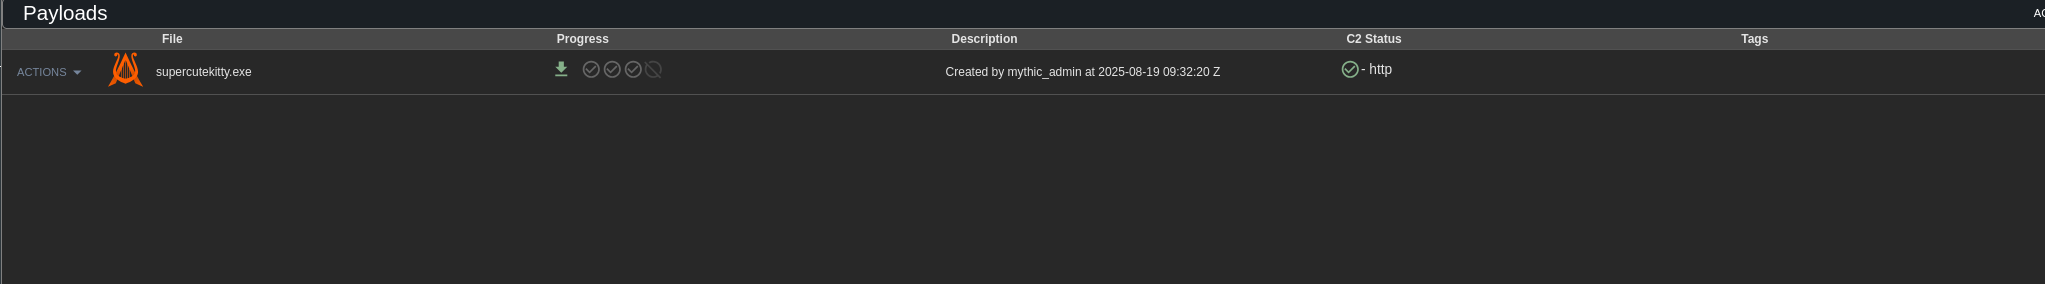 Payloads
File Progress Description C2 Status Tags
ACTIONS supercutekitty.exe Created by mythic_admin at 2025-08-19 09:32:20 Z - http